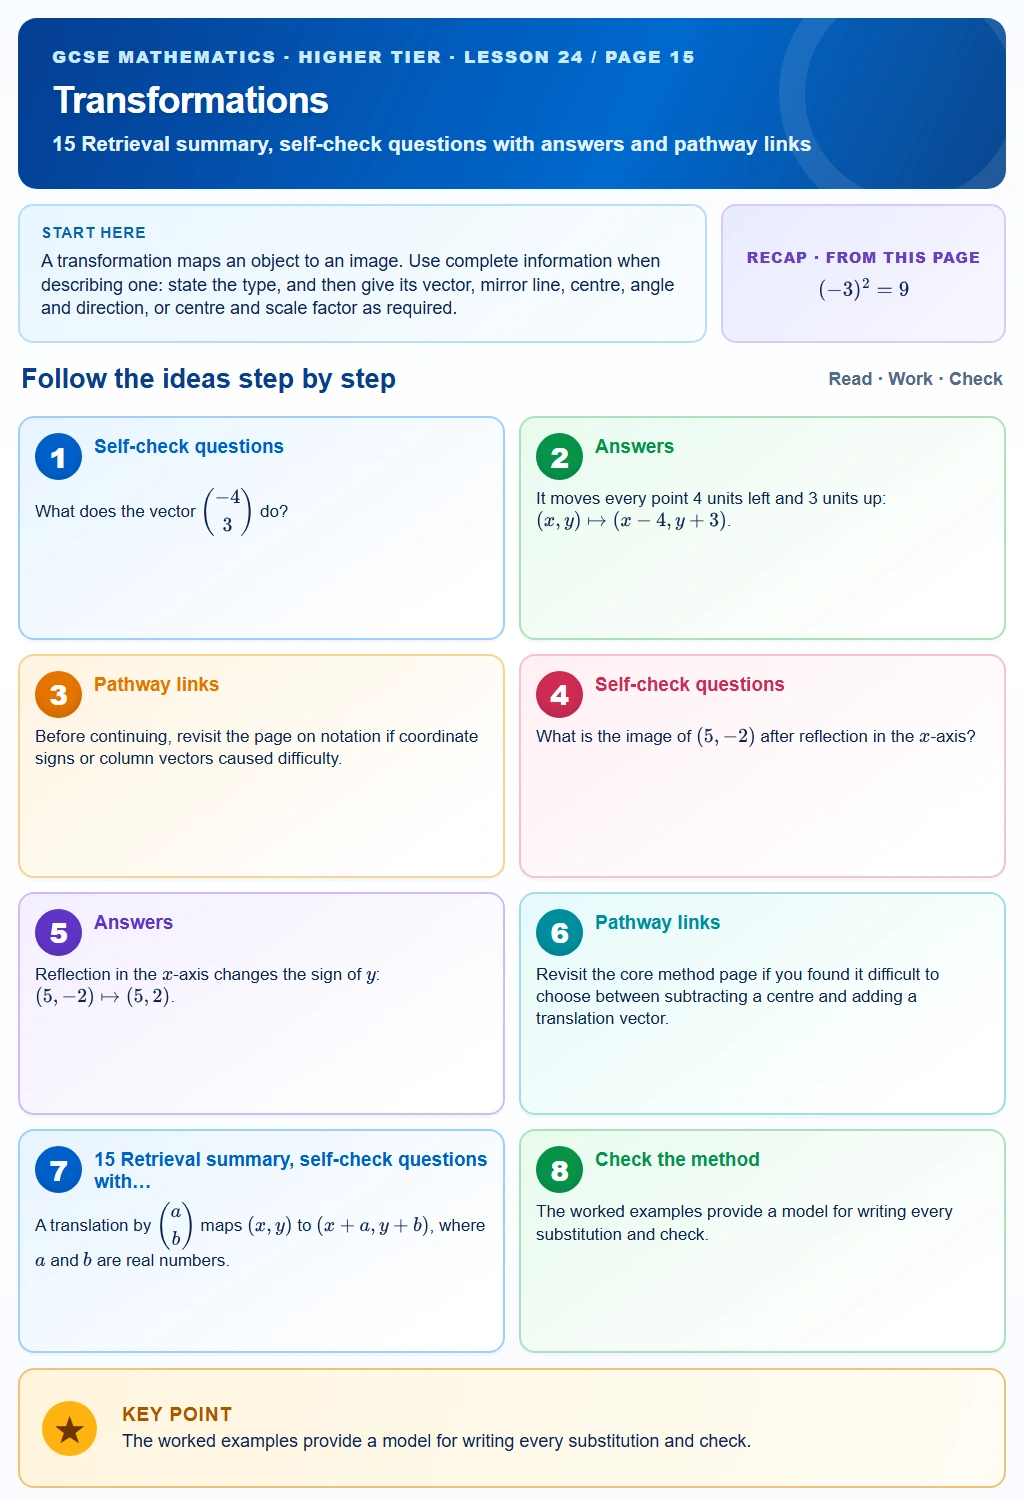 GCSE MATHEMATICS · HIGHER TIER · LESSON 24 / PAGE 15
Transformations
15 Retrieval summary, self-check questions with answers and pathway links
START HERE
A transformation maps an object to an image. Use complete information when
describing one: state the type, and then give its vector, mirror line, centre, angle
and direction, or centre and scale factor as required.
RECAP · FROM THIS PAGE
(−3)² = 9
Follow the ideas step by step
Read · Work · Check
1
Self-check questions
What does the vector (−4 3) do?
2
Answers
It moves every point 4 units left and 3 units up:
(x, y) ↦ (x − 4, y + 3).
3
Pathway links
Before continuing, revisit the page on notation if coordinate
signs or column vectors caused difficulty.
4
Self-check questions
What is the image of (5, −2) after reflection in the x-axis?
5
Answers
Reflection in the x-axis changes the sign of y:
(5, −2) ↦ (5, 2).
6
Pathway links
Revisit the core method page if you found it difficult to
choose between subtracting a centre and adding a
translation vector.
7
15 Retrieval summary, self-check questions
with…
A translation by (a b) maps (x, y) to (x + a, y + b), where
a and b are real numbers.
8
Check the method
The worked examples provide a model for writing every
substitution and check.
KEY POINT
The worked examples provide a model for writing every substitution and check.